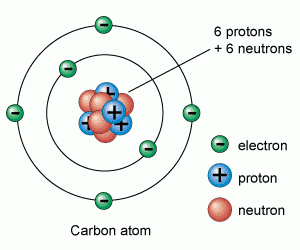 6 protons
+ 6 neutrons
electron
proton
neutron
Carbon atom